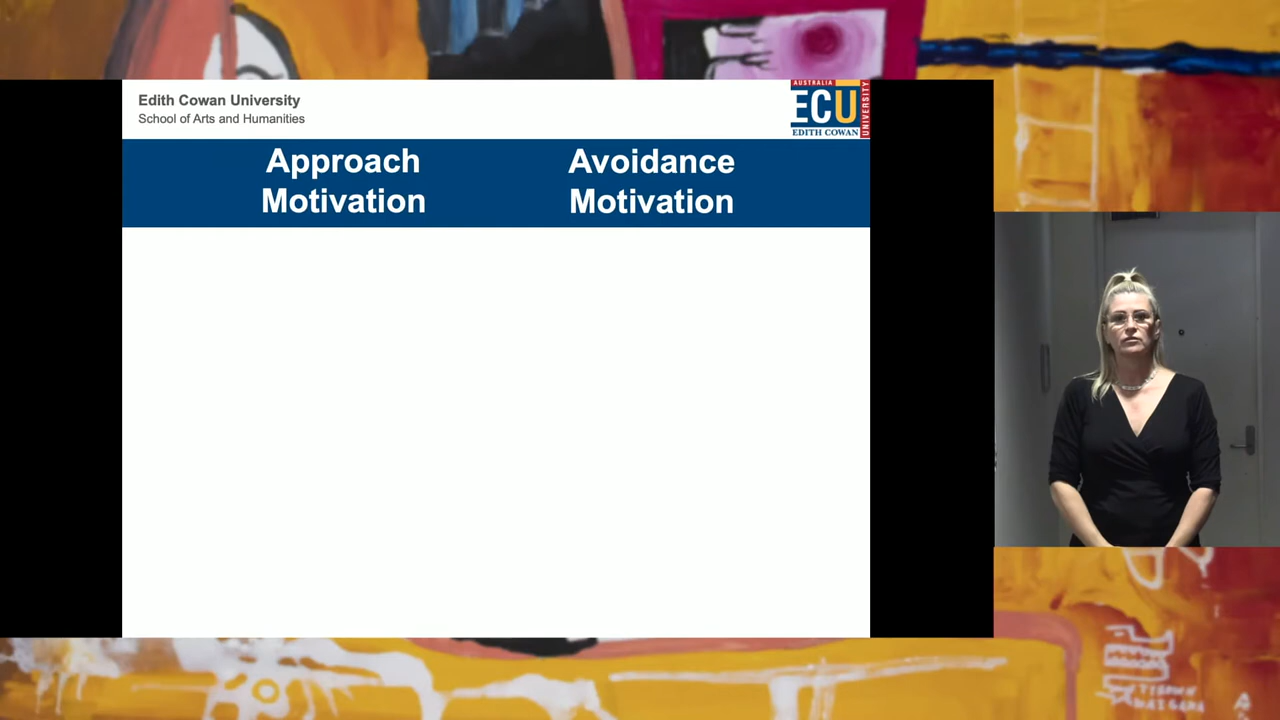 Edith Cowan University
School of Arts and Humanities
AUSTRALIA
ECU
EDITH COWAN
UNIVERSITY
Approach
Motivation
Avoidance
Motivation